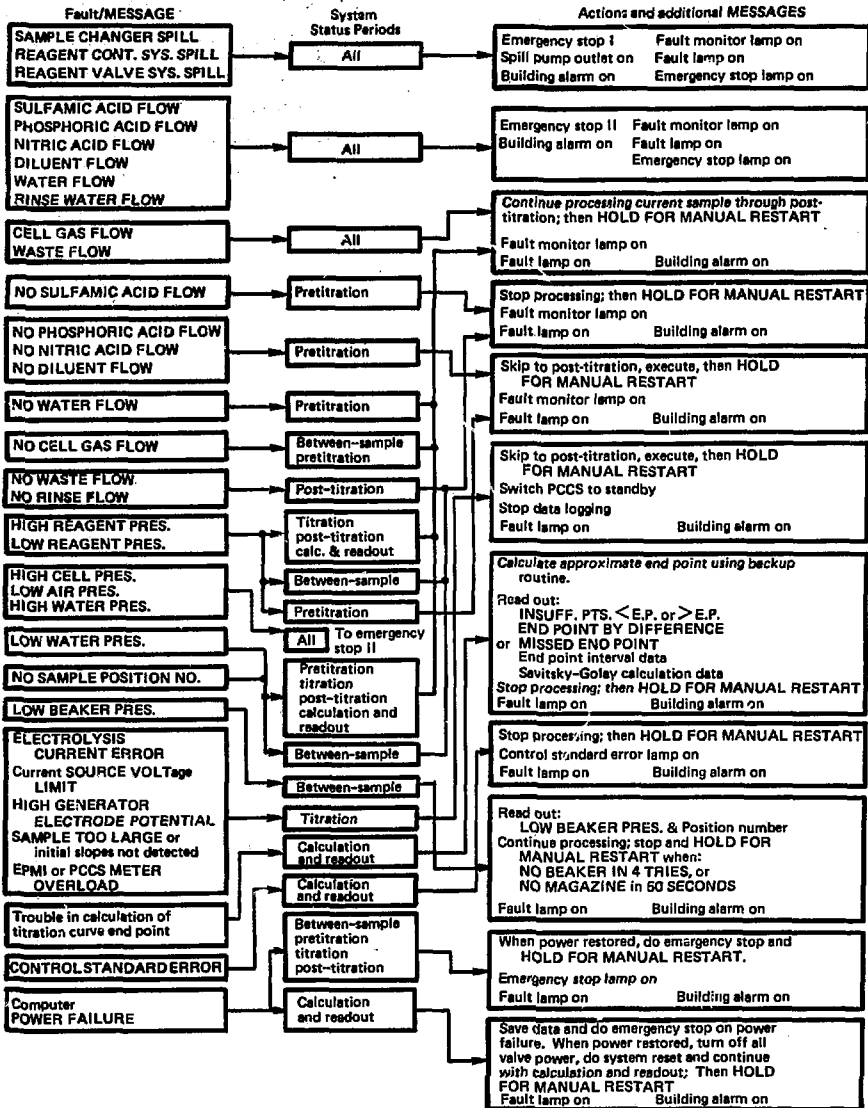 Fault/MESSAGE
SAMPLE CHANGER SPILL
REAGENT CONT. SYS. SPILL
REAGENT VALVE SYS. SPILL
SULFAMIC ACID FLOW
PHOSPHORIC ACID FLOW
NITRIC ACID FLOW
DILUENT FLOW
WATER FLOW
RINSE WATER FLOW
CELL GAS FLOW
WASTE FLOW
NO SULFAMIC ACID FLOW
NO PHOSPHORIC ACID FLOW
NO NITRIC ACID FLOW
NO DILUENT FLOW
NO WATER FLOW
NO CELL GAS FLOW
NO WASTE FLOW
NO RINSE FLOW
HIGH REAGENT PRES.
LOW REAGENT PRES.
HIGH CELL PRES.
LOW AIR PRES.
HIGH WATER PRES.
LOW WATER PRES.
NO SAMPLE POSITION NO.
LOW BEAKER PRES.
ELECTROLYSIS
CURRENT ERROR
Current SOURCE VOLTage
LIMIT
HIGH GENERATOR
ELECTRODE POTENTIAL
SAMPLE TOO LARGE or
initial slopes not detected
EPMI or PCCS METER
OVERLOAD
Trouble in calculation of
titration curve end point
CONTROL STANDARD ERROR
Computer
POWER FAILURE
System
Status Periods
All
All
All
Pretitration
Pretitration
Pretitration
Between-sample
pretitration
Post-titration
Titration
post-titration
calc. & readout
Between-sample
Pretitration
All To emergency
stop II
Pretitration
titration
post-titration
calculation and
readout
Between-sample
Between-sample
Titration
Calculation
and readout
Calculation
and readout
Between-sample
pretitration
titration
post-titration
Calculation
and readout
Actions and additional MESSAGES
Emergency stop I Fault monitor lamp on
Spill pump outlet on Fault lamp on
Building alarm on Emergency stop lamp on
Emergency stop II Fault monitor lamp on
Building alarm on Fault lamp on
Emergency stop lamp on
Continue processing current sample through post-
titration; then HOLD FOR MANUAL RESTART
Fault monitor lamp on
Fault lamp on Building alarm on
Stop processing; then HOLD FOR MANUAL RESTART
Fault monitor lamp on
Fault lamp on Building alarm on
Skip to post-titration, execute, then HOLD
FOR MANUAL RESTART
Fault monitor lamp on
Fault lamp on Building alarm on
Skip to post-titration, execute, then HOLD
FOR MANUAL RESTART
Switch PCCS to standby
Stop data logging
Fault lamp on Building alarm on
Calculate approximate end point using backup
routine.
Read out:
INSUFF. PTS. < E.P. or > E.P.
END POINT BY DIFFERENCE
or MISSED END POINT
End point interval data
Savitsky-Golay calculation data
Stop processing; then HOLD FOR MANUAL RESTART
Fault lamp on Building alarm on
Stop processing; then HOLD FOR MANUAL RESTART
Control standard error lamp on
Fault lamp on Building alarm on
Read out:
LOW BEAKER PRES. & Position number
Continue processing; stop and HOLD FOR
MANUAL RESTART when:
NO BEAKER IN 4 TRIES, or
NO MAGAZINE in 60 SECONDS
Fault lamp on Building alarm on
When power restored, do emergency stop and
HOLD FOR MANUAL RESTART.
Emergency stop lamp on
Fault lamp on Building alarm on
Save data and do emergency stop on power
failure. When power restored, turn off all
valve power, do system reset and continue
with calculation and readout; Then HOLD
FOR MANUAL RESTART
Fault lamp on Building alarm on